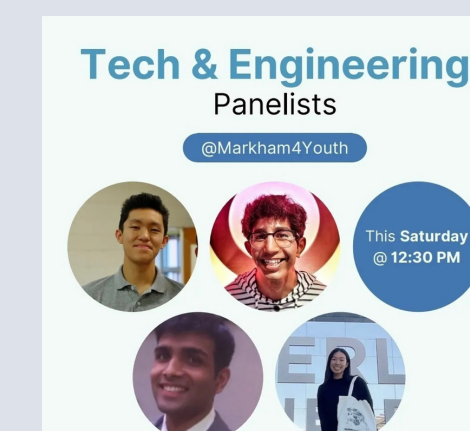 Tech & Engineering
Panelists
@Markham4Youth
This Saturday
@ 12:30 PM